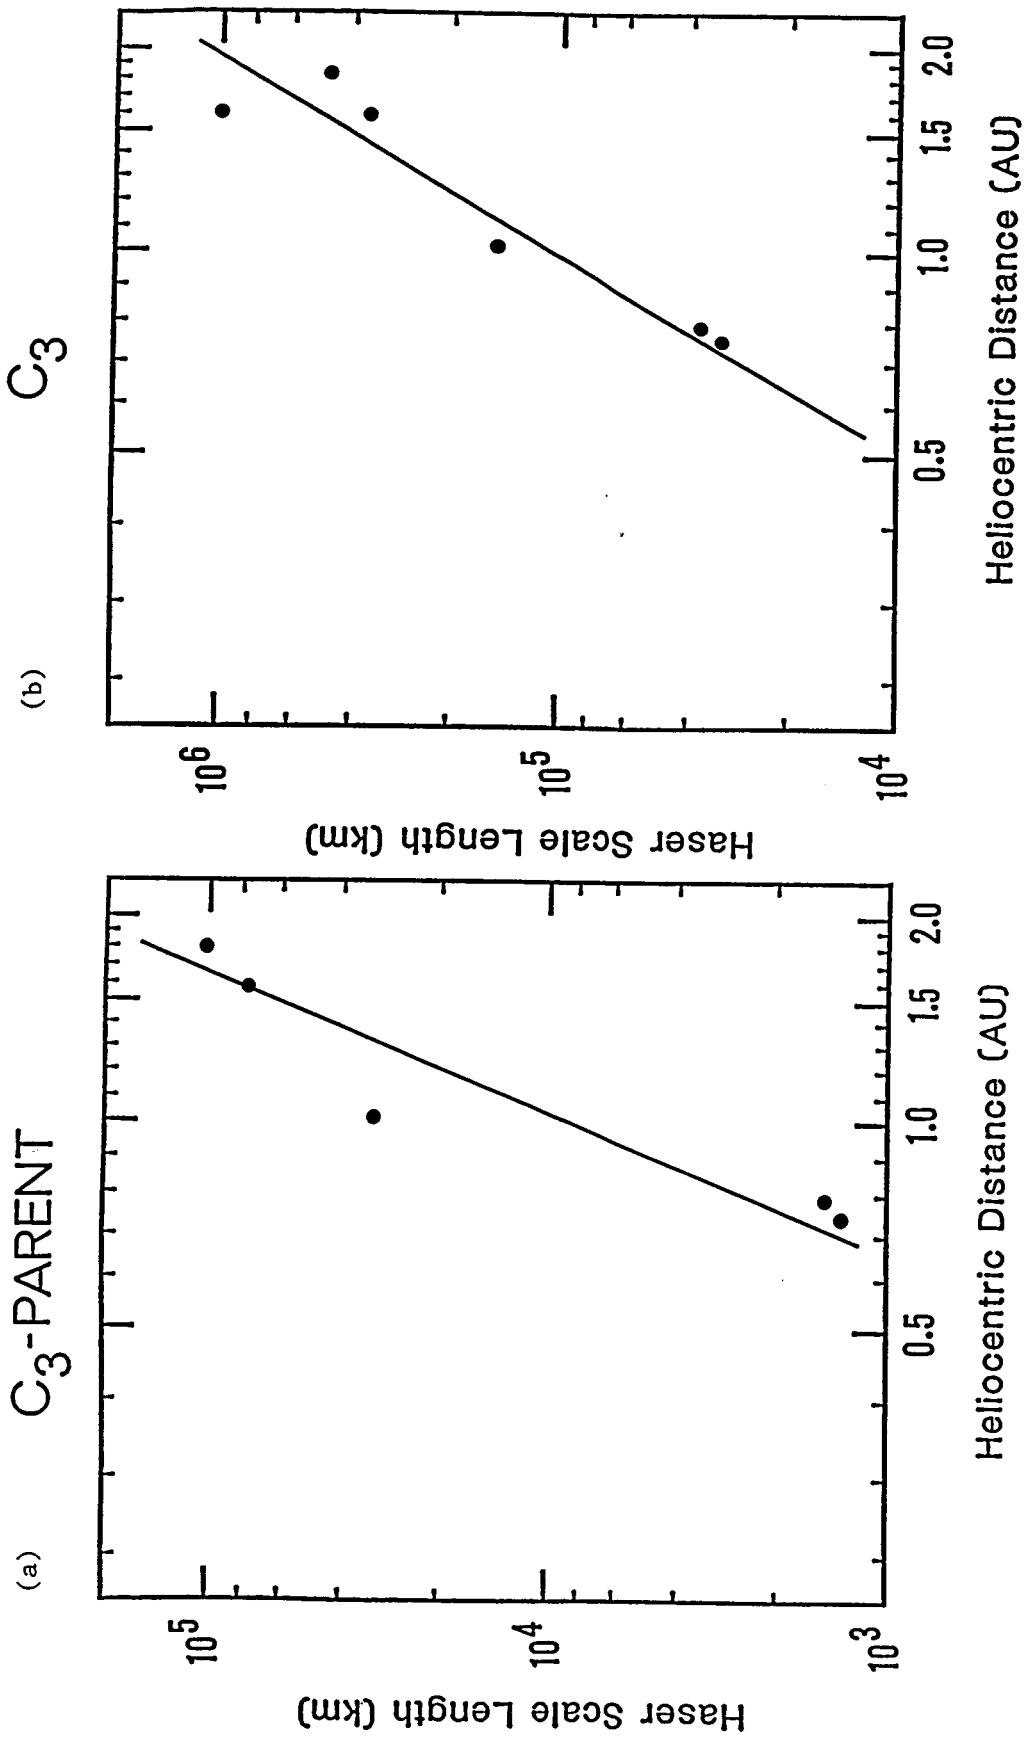 (a)
C3-PARENT
10^5
10^4
10^3
Haser Scale Length (km)
0.5
1.0
1.5
2.0
Heliocentric Distance (AU)
(b)
C3
10^6
10^5
10^4
Haser Scale Length (km)
0.5
1.0
1.5
2.0
Heliocentric Distance (AU)